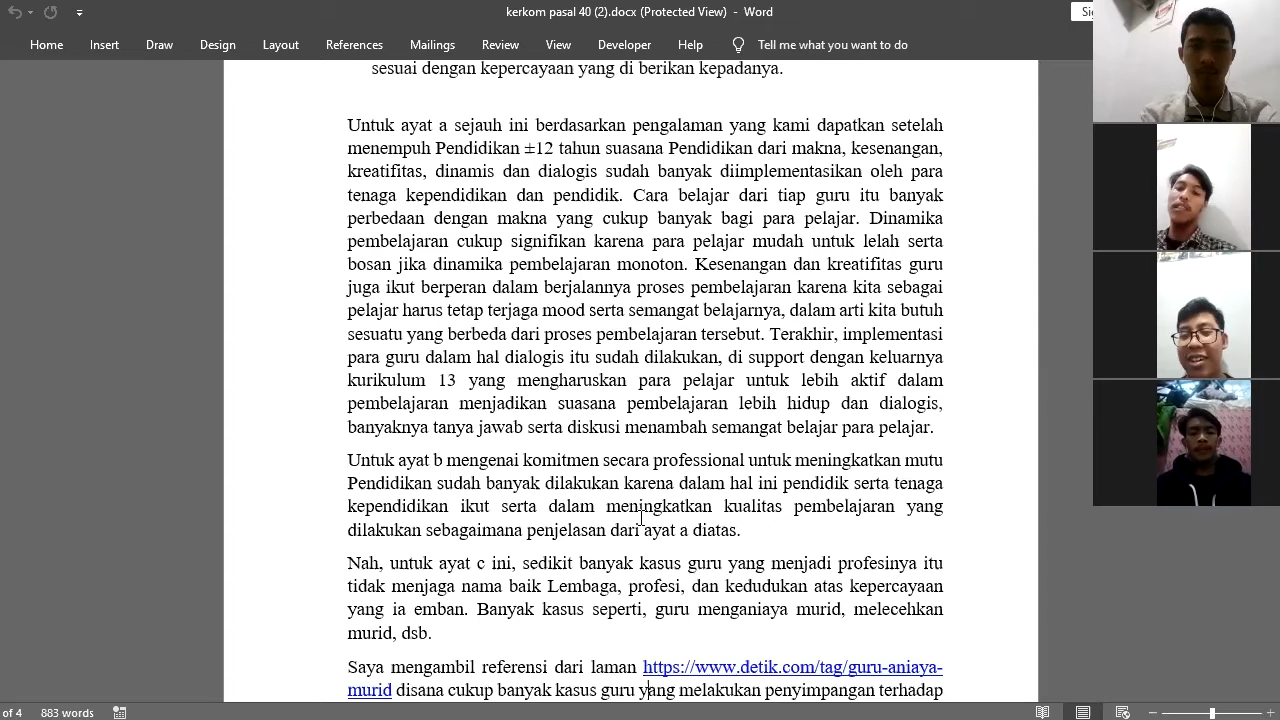 kerkom pasal 40 (2).docx (Protected View) - Word
Home Insert Draw Design Layout References Mailings Review View Developer Help Tell me what you want to do
sesuai dengan kepercayaan yang di berikan kepadanya.
Untuk ayat a sejauh ini berdasarkan pengalaman yang kami dapatkan setelah
menempuh Pendidikan ±12 tahun suasana Pendidikan dari makna, kesenangan,
kreatifitas, dinamis dan dialogis sudah banyak diimplementasikan oleh para
tenaga kependidikan dan pendidik. Cara belajar dari tiap guru itu banyak
perbedaan dengan makna yang cukup banyak bagi para pelajar. Dinamika
pembelajaran cukup signifikan karena para pelajar mudah untuk lelah serta
bosan jika dinamika pembelajaran monoton. Kesenangan dan kreatifitas guru
juga ikut berperan dalam berjalannya proses pembelajaran karena kita sebagai
pelajar harus tetap terjaga mood serta semangat belajarnya, dalam arti kita butuh
sesuatu yang berbeda dari proses pembelajaran tersebut. Terakhir, implementasi
para guru dalam hal dialogis itu sudah dilakukan, di support dengan keluarnya
kurikulum 13 yang mengharuskan para pelajar untuk lebih aktif dalam
pembelajaran menjadikan suasana pembelajaran lebih hidup dan dialogis,
banyaknya tanya jawab serta diskusi menambah semangat belajar para pelajar.
Untuk ayat b mengenai komitmen secara professional untuk meningkatkan mutu
Pendidikan sudah banyak dilakukan karena dalam hal ini pendidik serta tenaga
kependidikan ikut serta dalam meningkatkan kualitas pembelajaran yang
dilakukan sebagaimana penjelasan dari ayat a diatas.
Nah, untuk ayat c ini, sedikit banyak kasus guru yang menjadi profesinya itu
tidak menjaga nama baik Lembaga, profesi, dan kedudukan atas kepercayaan
yang ia emban. Banyak kasus seperti, guru menganiaya murid, melecehkan
murid, dsb.
Saya mengambil referensi dari laman https://www.detik.com/tag/guru-aniaya-
murid disana cukup banyak kasus guru yang melakukan penyimpangan terhadap
of 4 883 words